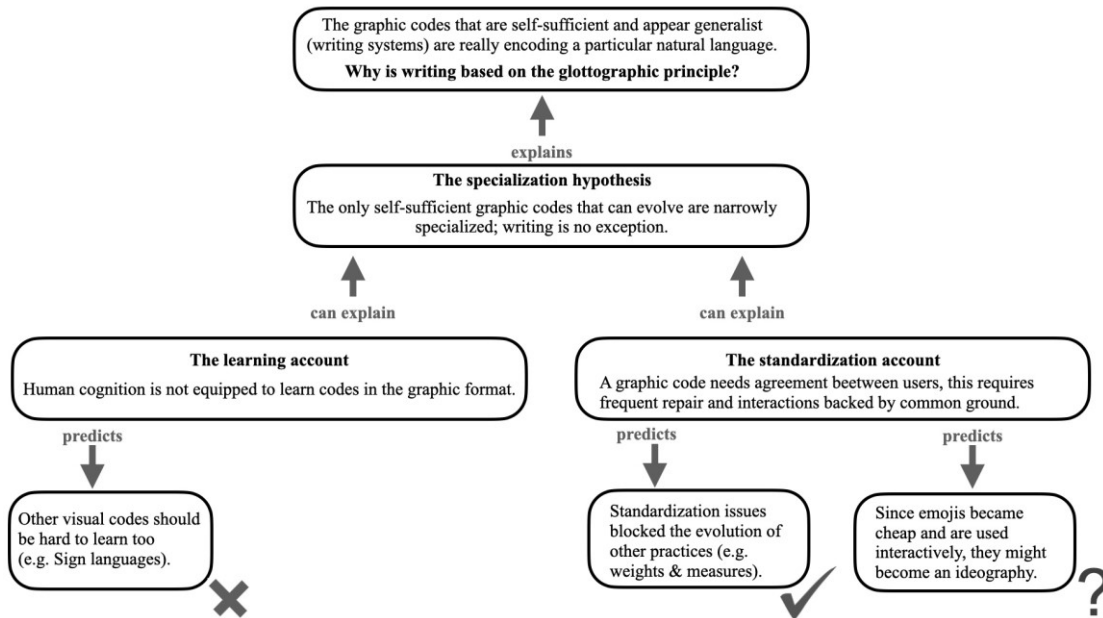 The graphic codes that are self-sufficient and appear generalist
(writing systems) are really encoding a particular natural language.
Why is writing based on the glottographic principle?
explains
The specialization hypothesis
The only self-sufficient graphic codes that can evolve are narrowly
specialized; writing is no exception.
can explain
can explain
The learning account
Human cognition is not equipped to learn codes in the graphic format.
The standardization account
A graphic code needs agreement beetween users, this requires
frequent repair and interactions backed by common ground.
predicts
predicts
predicts
Other visual codes should
be hard to learn too
(e.g. Sign languages).
Standardization issues
blocked the evolution of
other practices (e.g.
weights & measures).
Since emojis became
cheap and are used
interactively, they might
become an ideography.
?